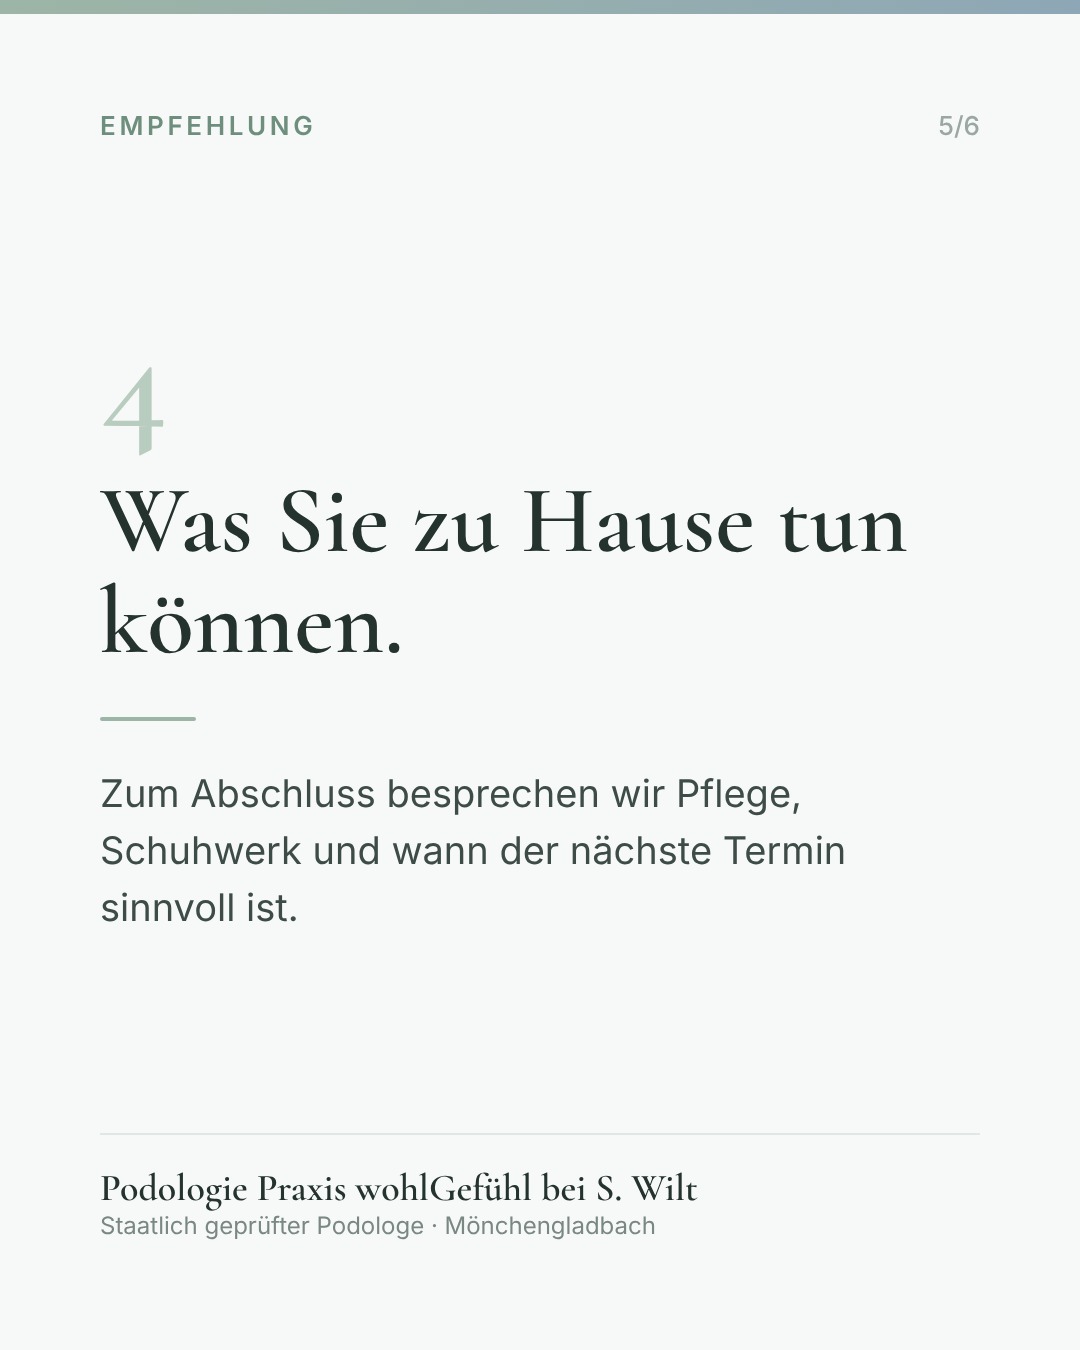 EMPFEHLUNG
5/6
4
Was Sie zu Hause tun
können.
Zum Abschluss besprechen wir Pflege,
Schuhwerk und wann der nächste Termin
sinnvoll ist.
Podologie Praxis wohlGefühl bei S. Wilt
Staatlich geprüfter Podologe · Mönchengladbach